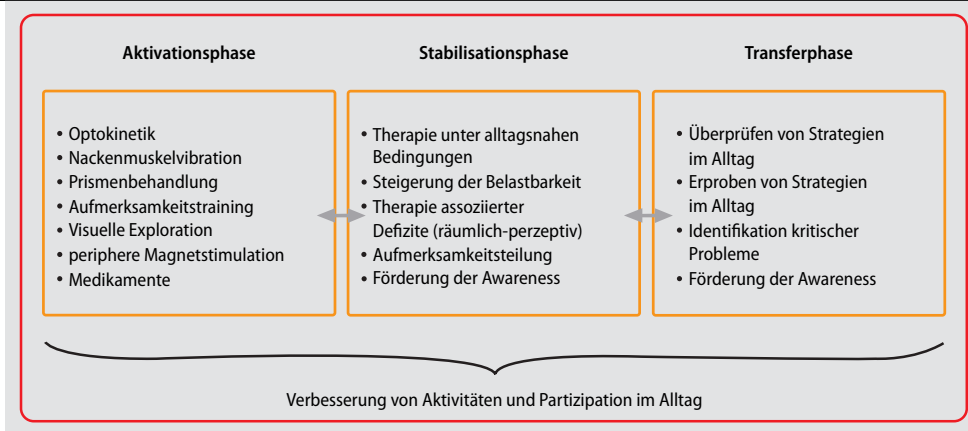 Aktivationsphase
• Optokinetik
• Nackenmuskelvibration
• Prismenbehandlung
• Aufmerksamkeitstraining
• Visuelle Exploration
• periphere Magnetstimulation
• Medikamente
Stabilisationsphase
• Therapie unter alltagsnahen
Bedingungen
• Steigerung der Belastbarkeit
• Therapie assoziierter
Defizite (räumlich-perzeptiv)
• Aufmerksamkeitsteilung
• Förderung der Awareness
Transferphase
• Überprüfen von Strategien
im Alltag
• Erproben von Strategien
im Alltag
• Identifikation kritischer
Probleme
• Förderung der Awareness
Verbesserung von Aktivitäten und Partizipation im Alltag